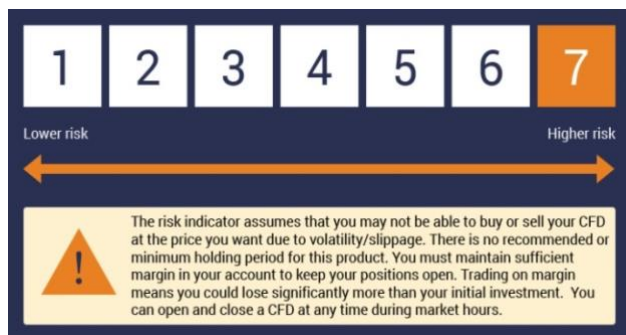 1 2 3 4 5 6 7
Lower risk Higher risk
!
The risk indicator assumes that you may not be able to buy or sell your CFD
at the price you want due to volatility/slippage. There is no recommended or
minimum holding period for this product. You must maintain sufficient
margin in your account to keep your positions open. Trading on margin
means you could lose significantly more than your initial investment. You
can open and close a CFD at any time during market hours.